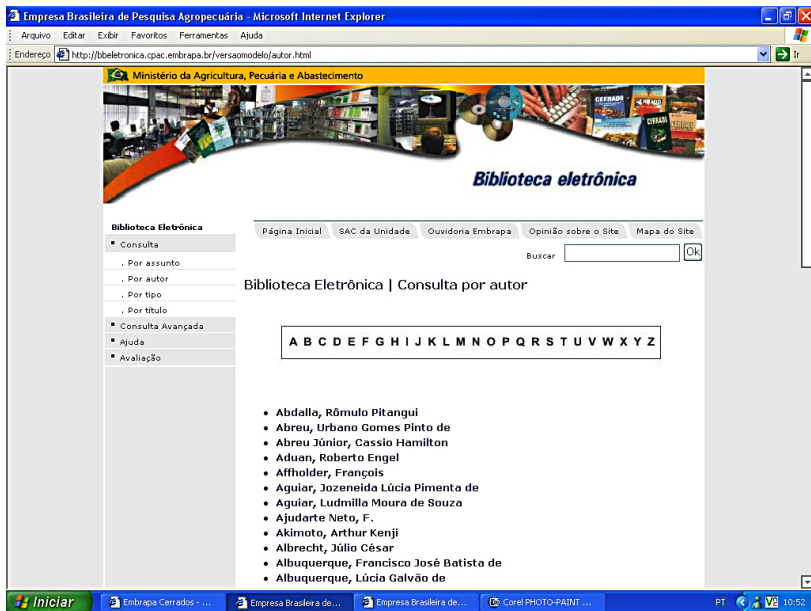 Empresa Brasileira de Pesquisa Agropecuária - Microsoft Internet Explorer
Arquivo Editar Exibir Favoritos Ferramentas Ajuda
Endereço http://bbeletronica.cpac.embrapa.br/versaomodelo/autor.html Ir
Ministério da Agricultura, Pecuária e Abastecimento
CERRADO
Biblioteca eletrônica
Biblioteca Eletrônica
Página Inicial SAC da Unidade Ouvidoria Embrapa Opinião sobre o Site Mapa do Site
Consulta
Buscar Ok
. Por assunto
. Por autor
. Por tipo
. Por título
Consulta Avançada
Ajuda
Avaliação
Biblioteca Eletrônica | Consulta por autor
A B C D E F G H I J K L M N O P Q R S T U V W X Y Z
• Abdalla, Rômulo Pitangui
• Abreu, Urbano Gomes Pinto de
• Abreu Júnior, Cassio Hamilton
• Aduan, Roberto Engel
• Affholder, François
• Aguiar, Jozeneida Lúcia Pimenta de
• Aguiar, Ludmilla Moura de Souza
• Ajudarte Neto, F.
• Akimoto, Arthur Kenji
• Albrecht, Júlio César
• Albuquerque, Francisco José Batista de
• Albuquerque, Lúcia Galvão de
Iniciar Embrapa Cerrados - ... Empresa Brasileira de... Empresa Brasileira de... Corel PHOTO-PAINT ... PT 10:52